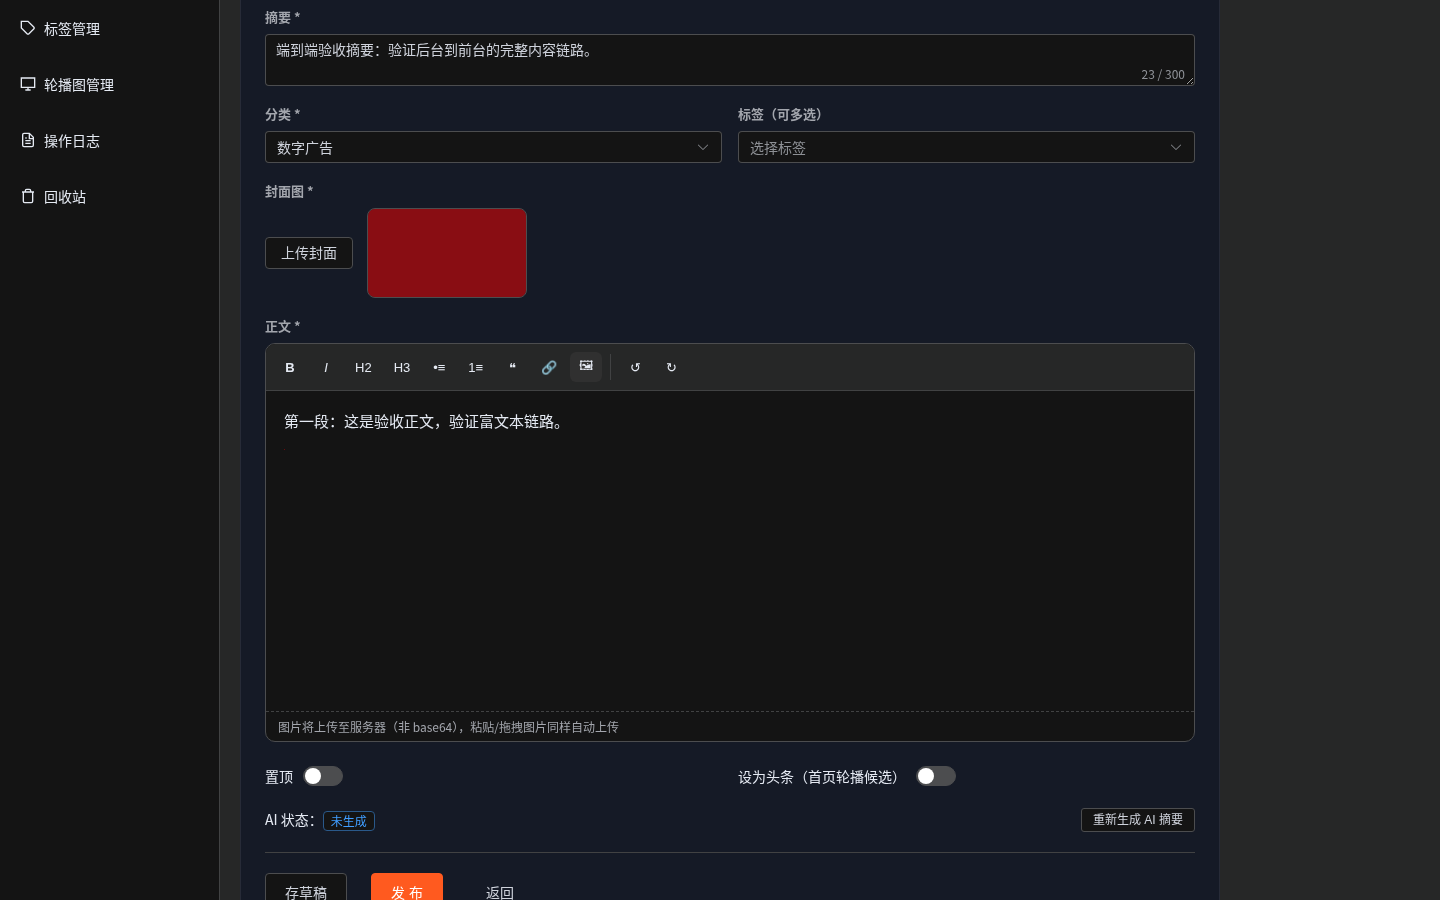 标签管理
轮播图管理
操作日志
回收站
摘要 *
端到端验收摘要：验证后台到前台的完整内容链路。
23 / 300
分类 *
标签（可多选）
数字广告
选择标签
封面图 *
上传封面
正文 *
B I H2 H3 •≡ 1≡ ❝ 🔗 🖼 ↺ ↻
第一段：这是验收正文，验证富文本链路。
图片将上传至服务器（非 base64），粘贴/拖拽图片同样自动上传
置顶
设为头条（首页轮播候选）
AI 状态：
未生成
重新生成 AI 摘要
存草稿
发 布
返回